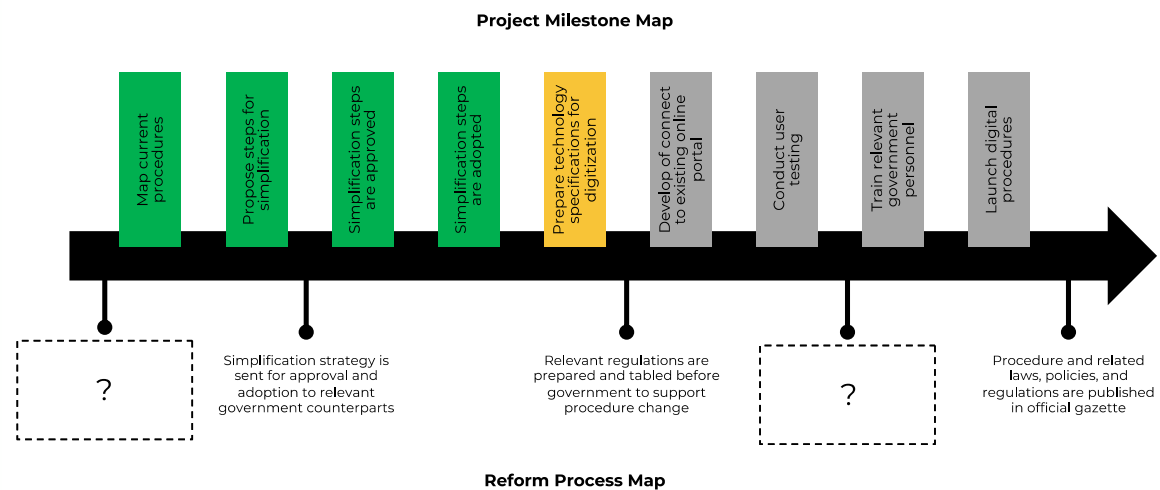 Project Milestone Map
Map current
procedures
Propose steps for
simplification
Simplification steps
are approved
Simplification steps
are adopted
Prepare technology
specifications for
digitization
Develop of connect
to existing online
portal
Conduct user
testing
Train relevant
government
personnel
Launch digital
procedures
?
Simplification strategy is
sent for approval and
adoption to relevant
government counterparts
Relevant regulations are
prepared and tabled before
government to support
procedure change
?
Procedure and related
laws, policies, and
regulations are published
in official gazette
Reform Process Map